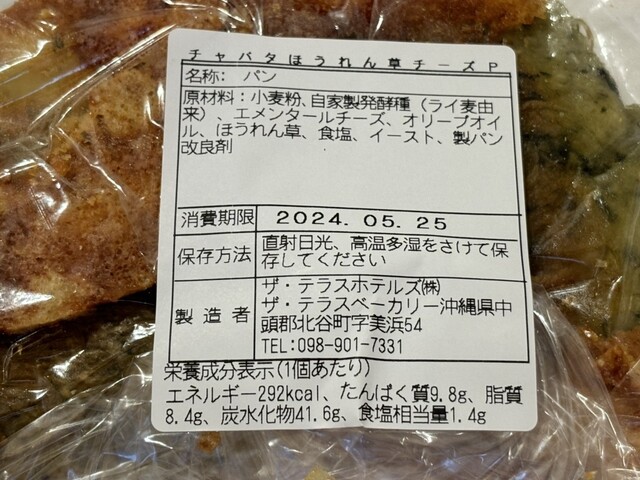 チャバタほうれん草チーズP
名称: パン
原材料：小麦粉、自家製発酵種（ライ麦由
来）、エメンタールチーズ、オリーブオイ
ル、ほうれん草、食塩、イースト、製パン
改良剤
消費期限 2024.05.25
保存方法 直射日光、高温多湿をさけて保
存してください
製造者 ザ・テラスホテルズ㈱
ザ・テラスベーカリー沖縄県中
頭郡北谷町字美浜54
TEL:098-901-7331
栄養成分表示(1個あたり)
エネルギー292kcal、たんぱく質9.8g、脂質
8.4g、炭水化物41.6g、食塩相当量1.4g